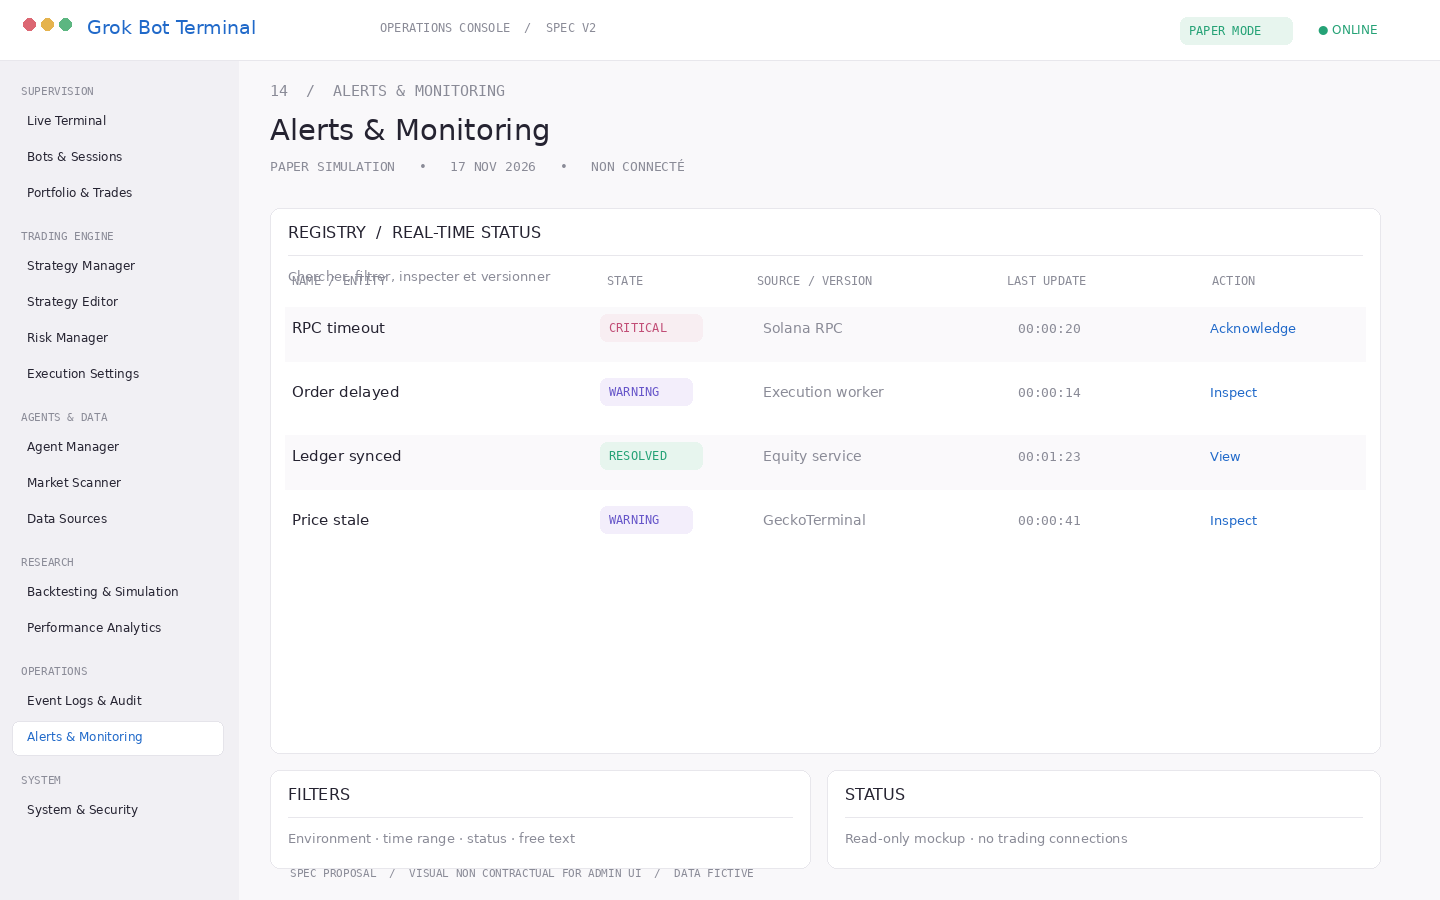 Grok Bot Terminal
OPERATIONS CONSOLE / SPEC V2
PAPER MODE
ONLINE
SUPERVISION
Live Terminal
Bots & Sessions
Portfolio & Trades
TRADING ENGINE
Strategy Manager
Strategy Editor
Risk Manager
Execution Settings
AGENTS & DATA
Agent Manager
Market Scanner
Data Sources
RESEARCH
Backtesting & Simulation
Performance Analytics
OPERATIONS
Event Logs & Audit
Alerts & Monitoring
SYSTEM
System & Security
14 / ALERTS & MONITORING
Alerts & Monitoring
PAPER SIMULATION • 17 NOV 2026 • NON CONNECTÉ
REGISTRY / REAL-TIME STATUS
Chercher, filtrer, inspecter et versionner
NAME / ENTITY STATE SOURCE / VERSION LAST UPDATE ACTION
RPC timeout CRITICAL Solana RPC 00:00:20 Acknowledge
Order delayed WARNING Execution worker 00:00:14 Inspect
Ledger synced RESOLVED Equity service 00:01:23 View
Price stale WARNING GeckoTerminal 00:00:41 Inspect
FILTERS
Environment · time range · status · free text
STATUS
Read-only mockup · no trading connections
SPEC PROPOSAL / VISUAL NON CONTRACTUAL FOR ADMIN UI / DATA FICTIVE